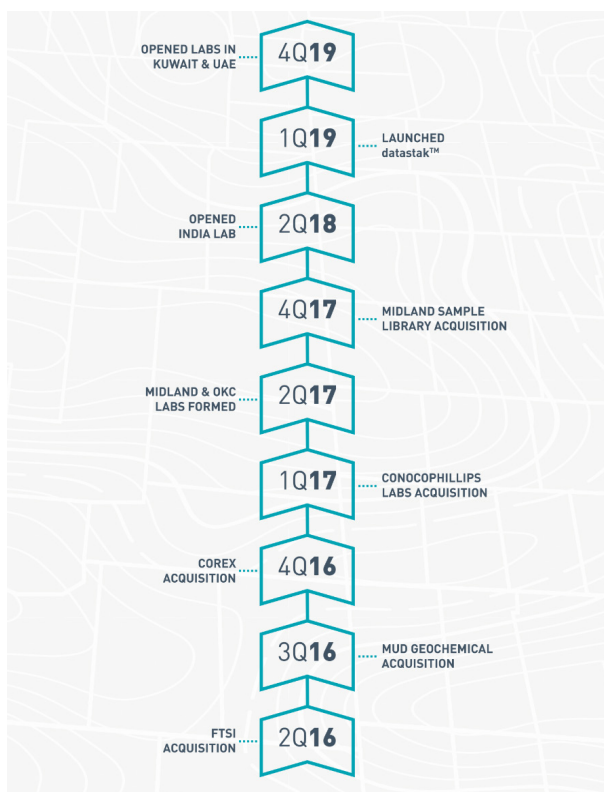 OPENED LABS IN
KUWAIT & UAE
4Q19
1Q19
LAUNCHED
datastak™
OPENED
INDIA LAB
2Q18
4Q17
MIDLAND SAMPLE
LIBRARY ACQUISITION
MIDLAND & OKC
LABS FORMED
2Q17
1Q17
CONOCOPHILLIPS
LABS ACQUISITION
COREX
ACQUISITION
4Q16
3Q16
MUD GEOCHEMICAL
ACQUISITION
FTSI
ACQUISITION
2Q16